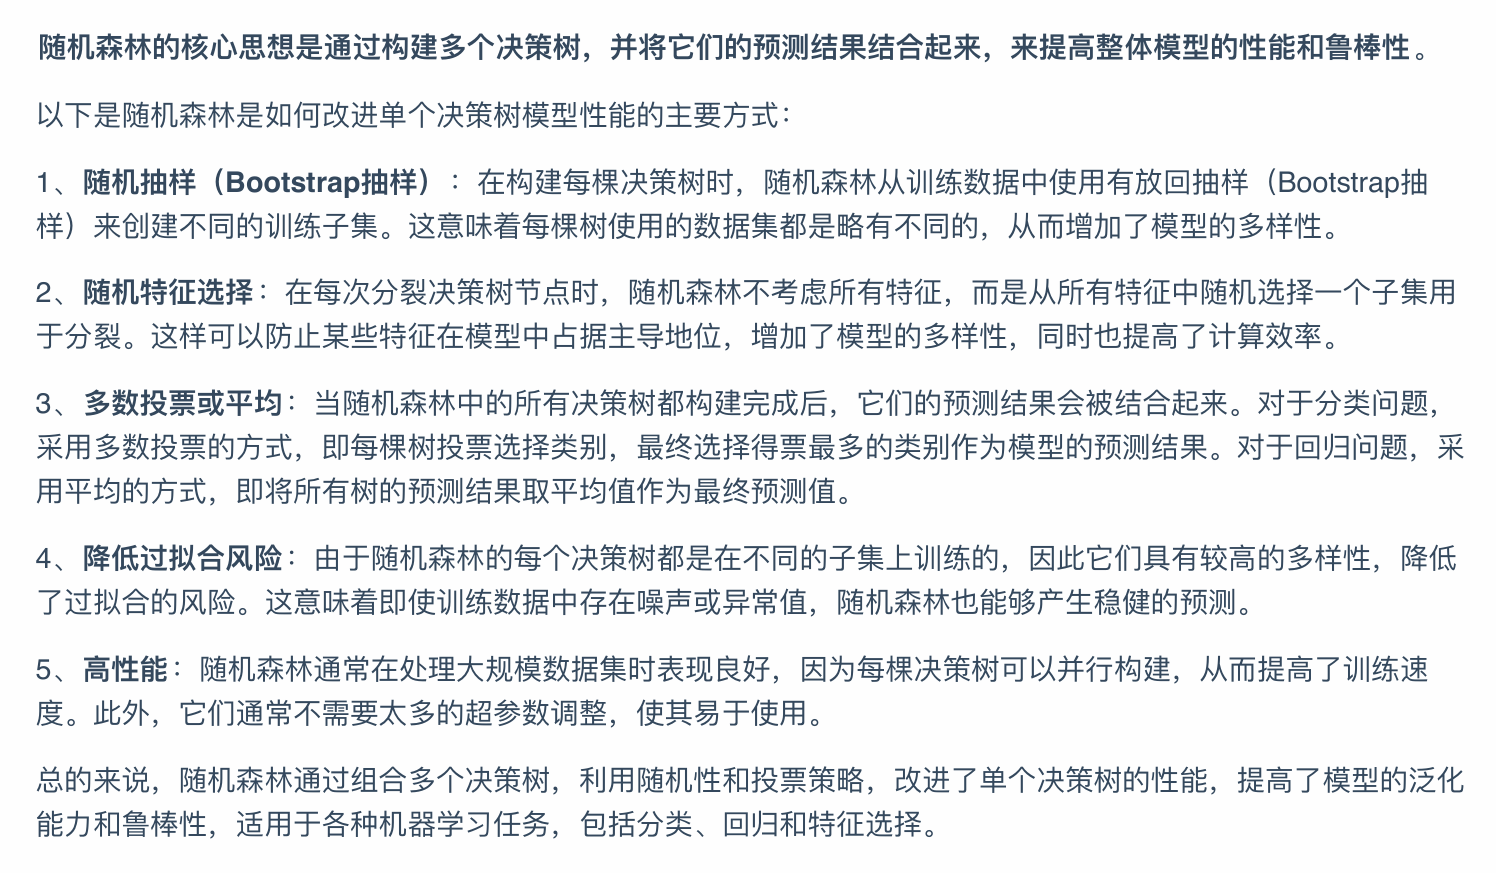 随机森林的核心思想是通过构建多个决策树，并将它们的预测结果结合起来，来提高整体模型的性能和鲁棒性。
以下是随机森林是如何改进单个决策树模型性能的主要方式：
1、随机抽样（Bootstrap抽样）：在构建每棵决策树时，随机森林从训练数据中使用有放回抽样（Bootstrap抽
样）来创建不同的训练子集。这意味着每棵树使用的数据集都是略有不同的，从而增加了模型的多样性。
2、随机特征选择：在每次分裂决策树节点时，随机森林不考虑所有特征，而是从所有特征中随机选择一个子集用
于分裂。这样可以防止某些特征在模型中占据主导地位，增加了模型的多样性，同时也提高了计算效率。
3、多数投票或平均：当随机森林中的所有决策树都构建完成后，它们的预测结果会被结合起来。对于分类问题，
采用多数投票的方式，即每棵树投票选择类别，最终选择得票最多的类别作为模型的预测结果。对于回归问题，采
用平均的方式，即将所有树的预测结果取平均值作为最终预测值。
4、降低过拟合风险：由于随机森林的每个决策树都是在不同的子集上训练的，因此它们具有较高的多样性，降低
了过拟合的风险。这意味着即使训练数据中存在噪声或异常值，随机森林也能够产生稳健的预测。
5、高性能：随机森林通常在处理大规模数据集时表现良好，因为每棵决策树可以并行构建，从而提高了训练速
度。此外，它们通常不需要太多的超参数调整，使其易于使用。
总的来说，随机森林通过组合多个决策树，利用随机性和投票策略，改进了单个决策树的性能，提高了模型的泛化
能力和鲁棒性，适用于各种机器学习任务，包括分类、回归和特征选择。